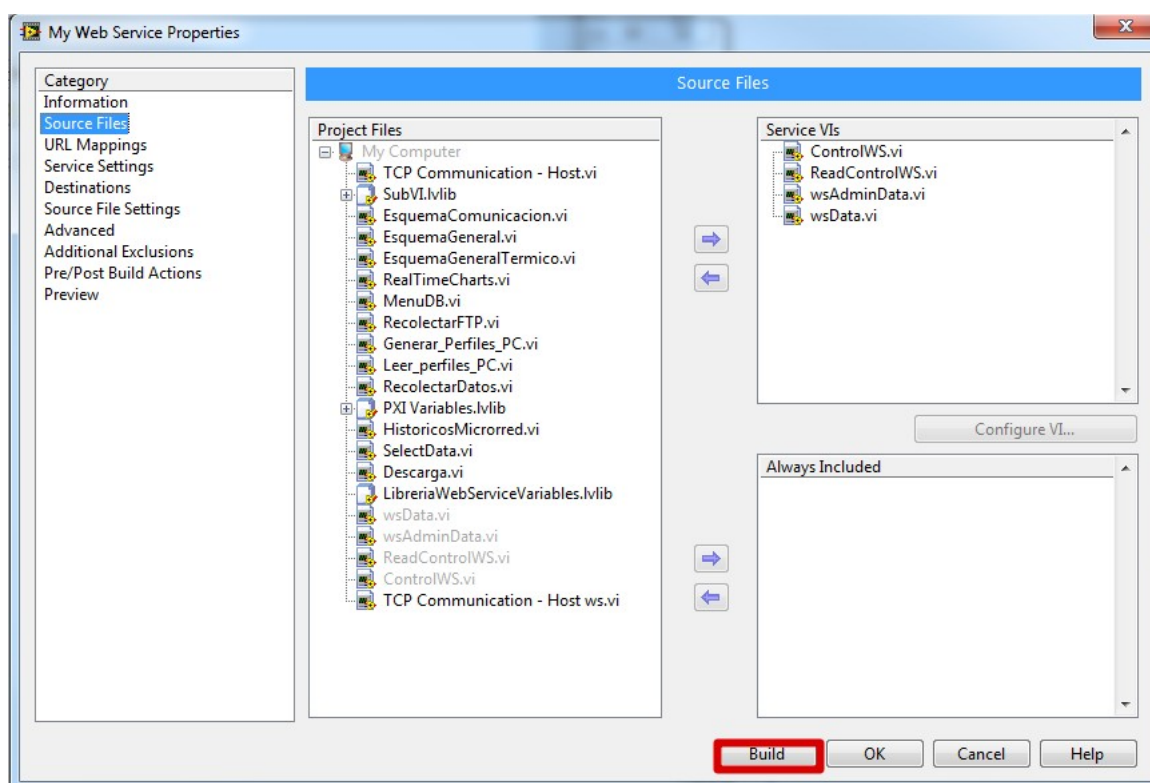 My Web Service Properties
x
Category
Information
Source Files
URL Mappings
Service Settings
Destinations
Source File Settings
Advanced
Additional Exclusions
Pre/Post Build Actions
Preview
Source Files
Project Files
My Computer
TCP Communication - Host.vi
SubVI.lvlib
EsquemaComunicacion.vi
EsquemaGeneral.vi
EsquemaGeneralTermico.vi
RealTimeCharts.vi
MenuDB.vi
RecolectarFTP.vi
Generar_Perfiles_PC.vi
Leer_perfiles_PC.vi
RecolectarDatos.vi
PXI Variables.lvlib
HistoricosMicrorred.vi
SelectData.vi
Descarga.vi
LibreriaWebServiceVariables.lvlib
wsData.vi
wsAdminData.vi
ReadControlWS.vi
ControlWS.vi
TCP Communication - Host ws.vi
Service VIs
ControlWS.vi
ReadControlWS.vi
wsAdminData.vi
wsData.vi
Configure VI...
Always Included
Build
OK
Cancel
Help